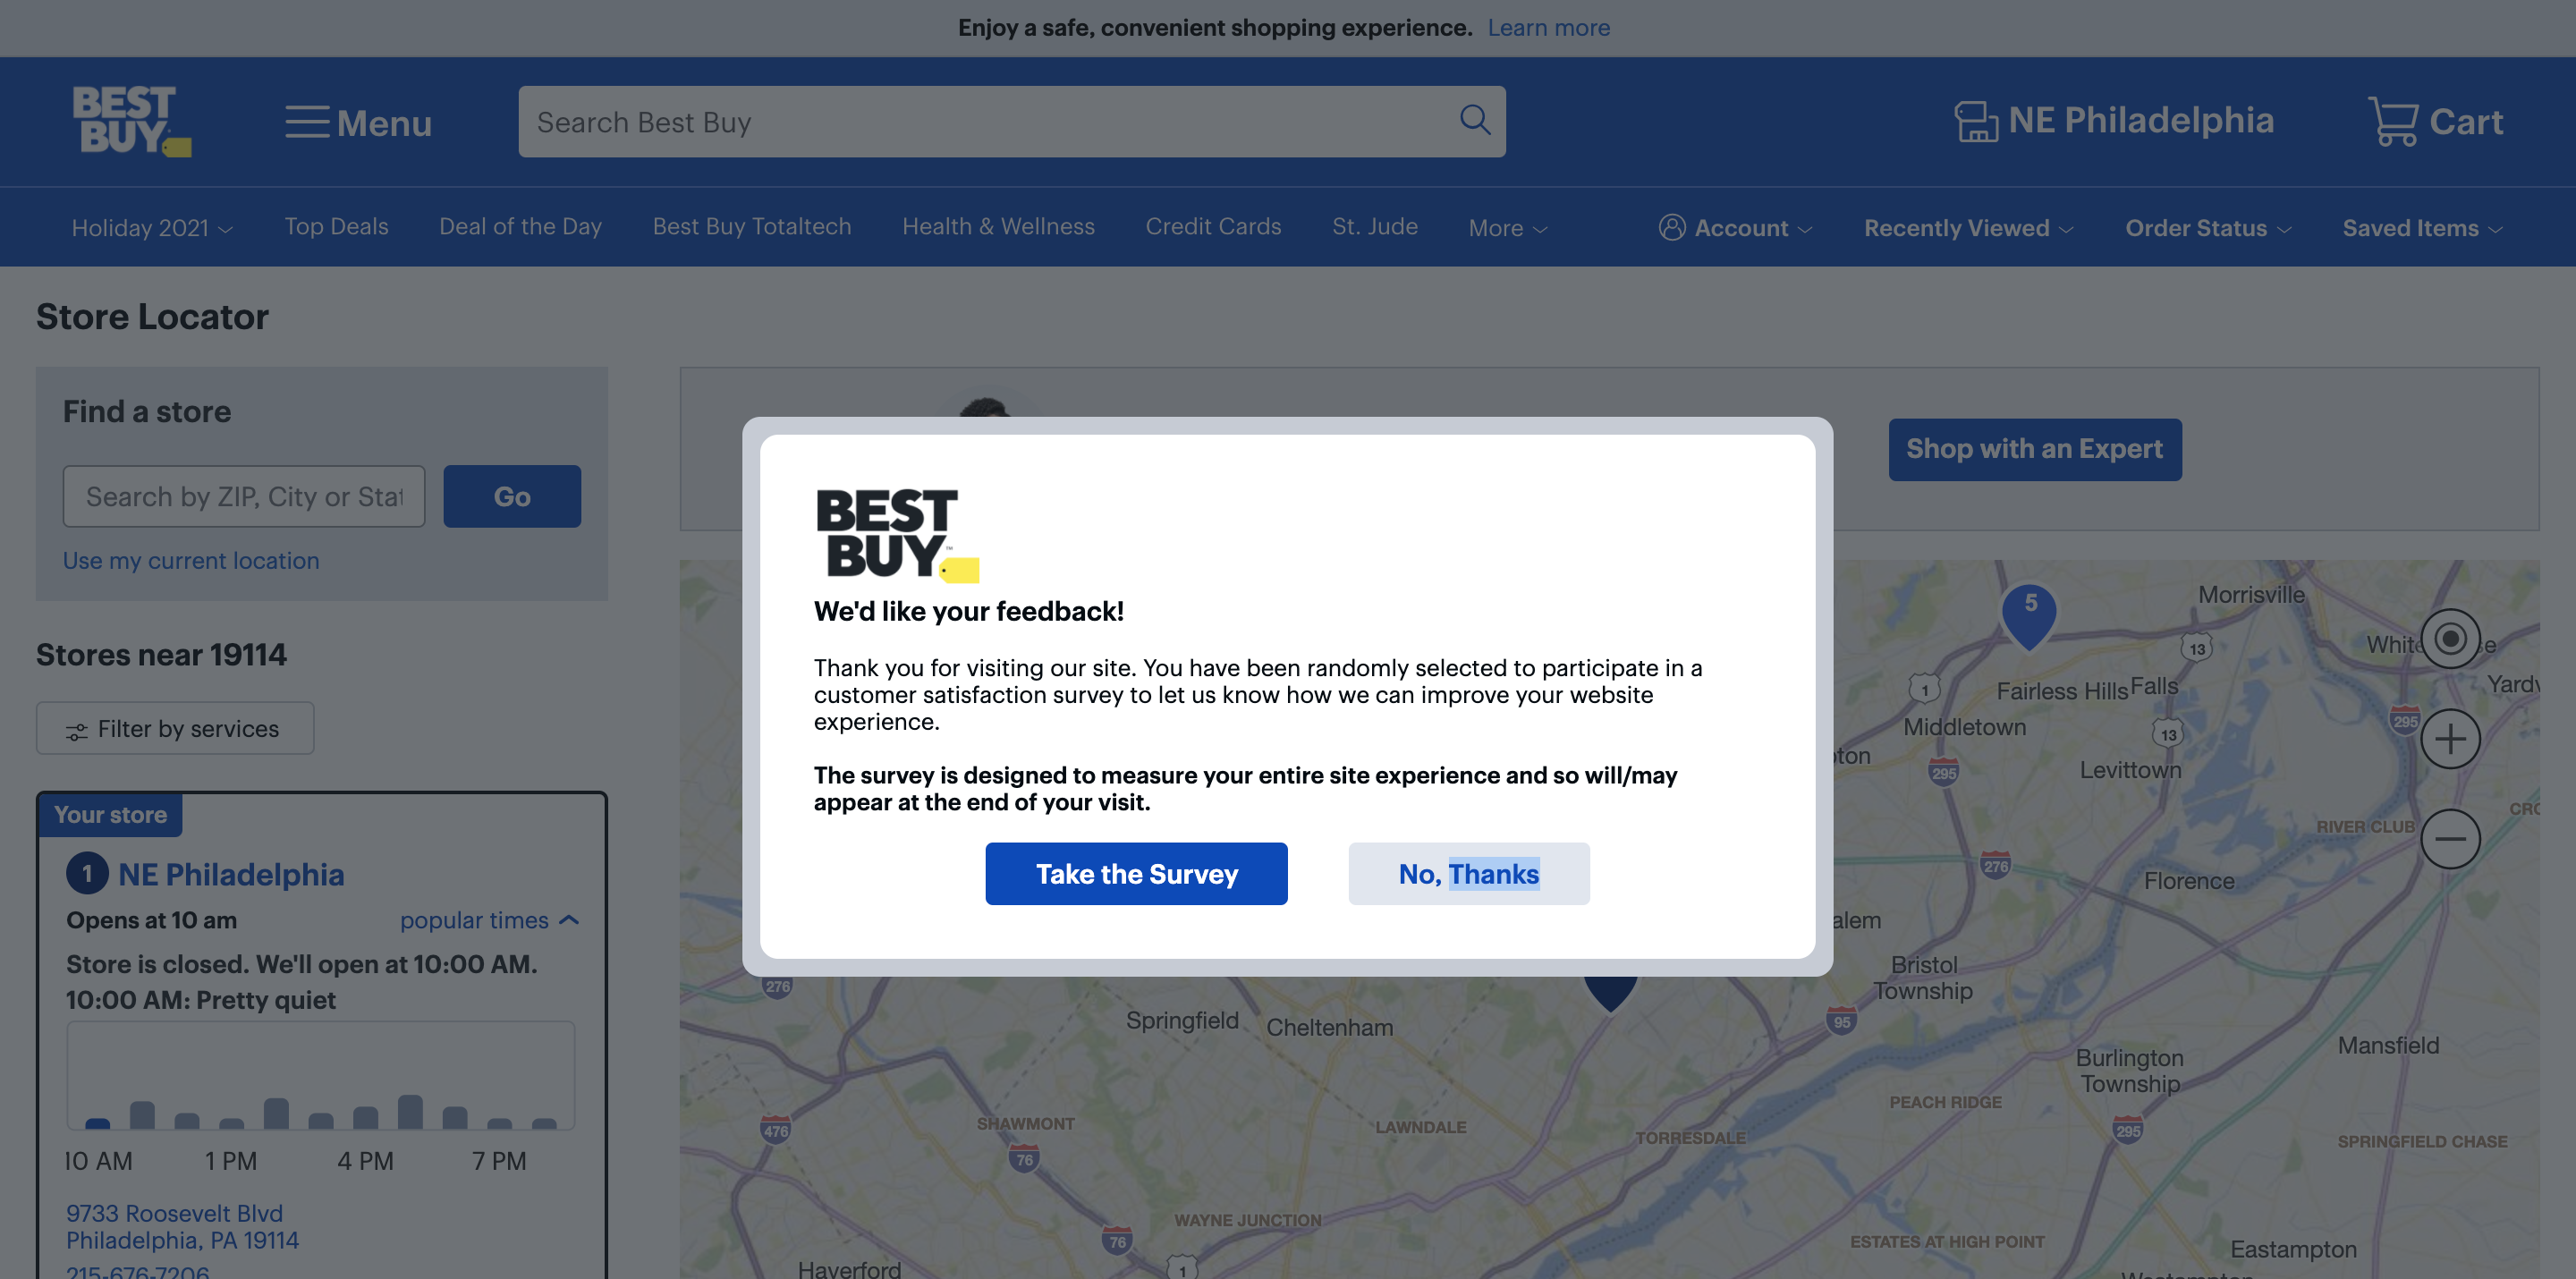 Enjoy a safe, convenient shopping experience. Learn more
BEST
BUY
Menu
Search Best Buy
NE Philadelphia
Cart
Holiday 2021
Top Deals
Deal of the Day
Best Buy Totaltech
Health & Wellness
Credit Cards
St. Jude
More
Account
Recently Viewed
Order Status
Saved Items
Store Locator
Find a store
Search by ZIP, City or Stat
Go
Use my current location
Stores near 19114
Filter by services
Your store
1 NE Philadelphia
Opens at 10 am
popular times
Store is closed. We'll open at 10:00 AM.
10:00 AM: Pretty quiet
10 AM
1 PM
4 PM
7 PM
9733 Roosevelt Blvd
Philadelphia, PA 19114
215-676-7206
Shop with an Expert
BEST
BUY™
We'd like your feedback!
Thank you for visiting our site. You have been randomly selected to participate in a
customer satisfaction survey to let us know how we can improve your website
experience.
The survey is designed to measure your entire site experience and so will/may
appear at the end of your visit.
Take the Survey
No, Thanks
5
Morrisville
13
1
Fairless Hills
Falls
295
Middletown
13
295
Levittown
RIVER CLUB
276
Florence
Bristol
Township
95
276
Springfield
Cheltenham
Mansfield
Burlington
Township
PEACH RIDGE
476
SHAWMONT
LAWNDALE
TORRESDALE
295
SPRINGFIELD CHASE
76
WAYNE JUNCTION
76
ESTATES AT HIGH POINT
Eastampton
1
Haverford